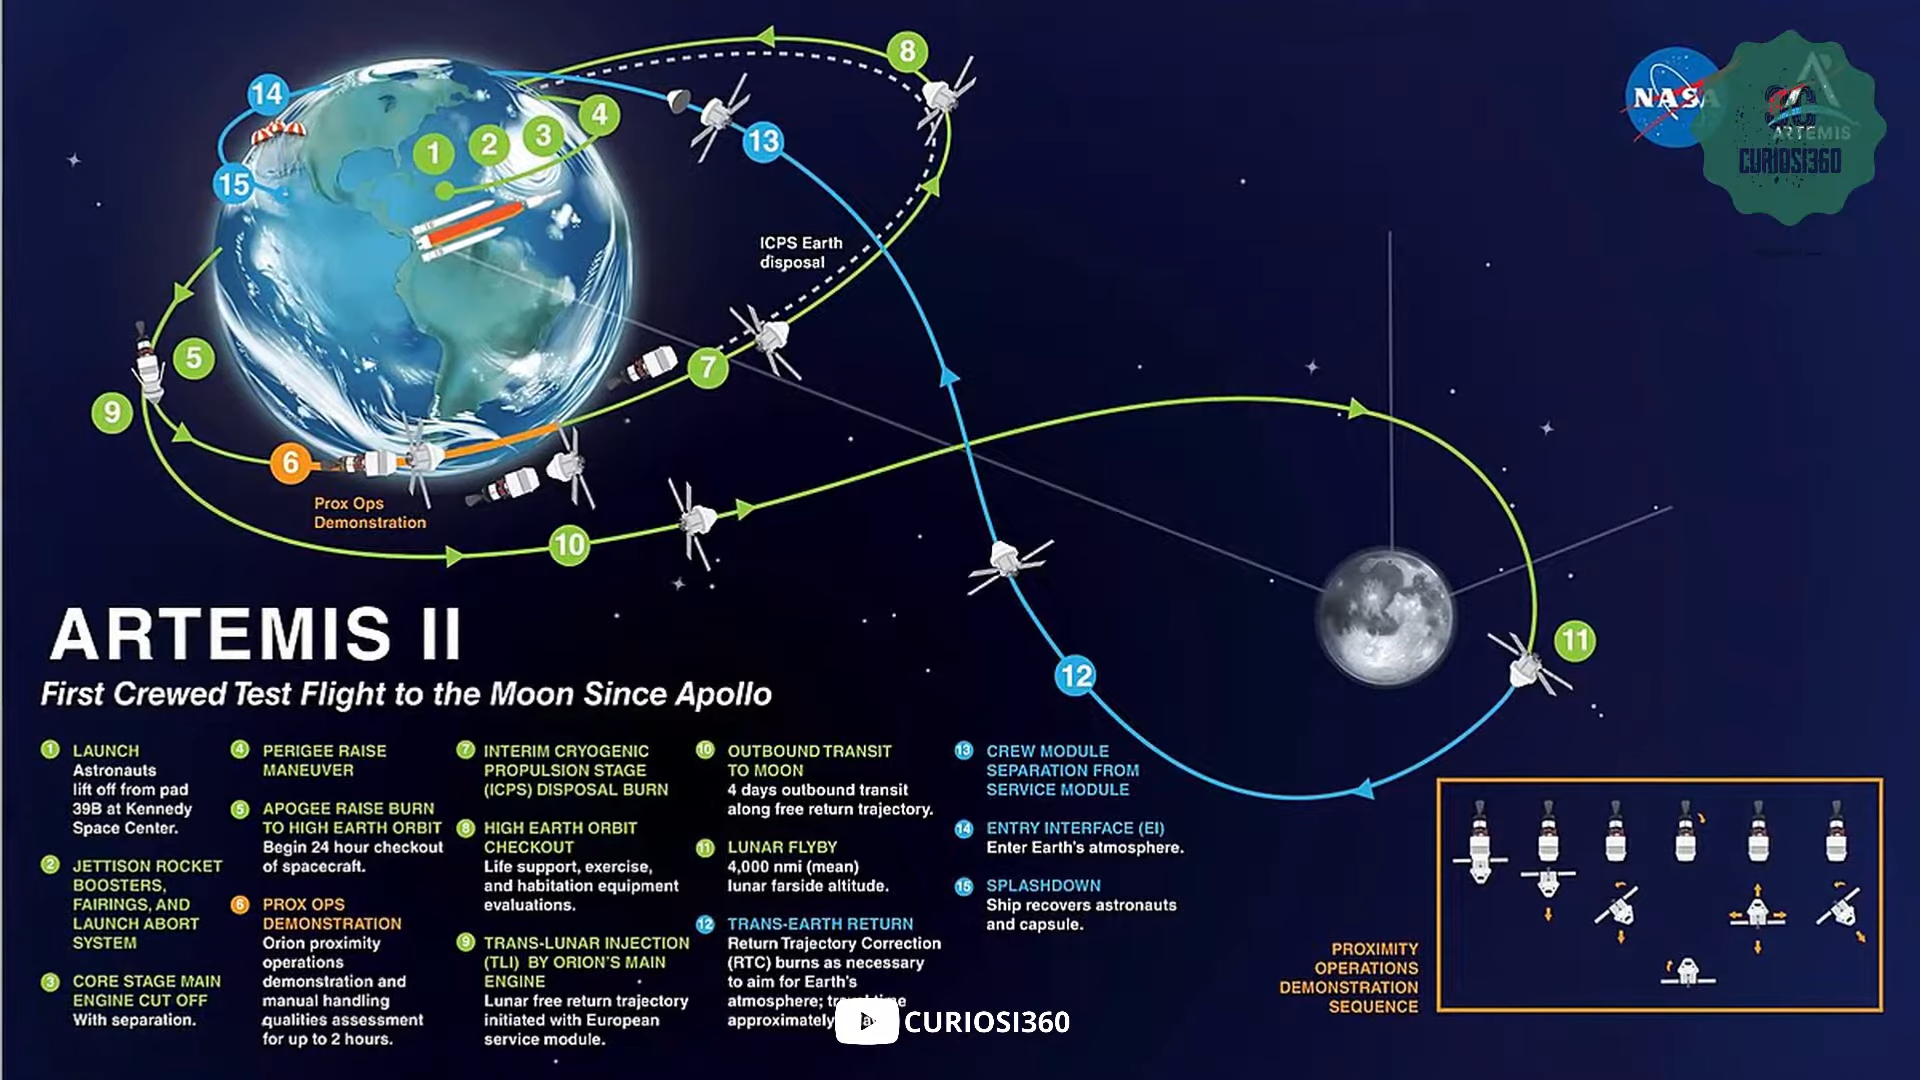 14
8
4
3
2
1
13
15
NASA
ARTEMIS
CURIOSI360
ICPS Earth
disposal
5
7
9
6
Prox Ops
Demonstration
10
11
12
ARTEMIS II
First Crewed Test Flight to the Moon Since Apollo
1 LAUNCH
Astronauts
lift off from pad
39B at Kennedy
Space Center.
2 JETTISON ROCKET
BOOSTERS,
FAIRINGS, AND
LAUNCH ABORT
SYSTEM
3 CORE STAGE MAIN
ENGINE CUT OFF
With separation.
4 PERIGEE RAISE
MANEUVER
5 APOGEE RAISE BURN
TO HIGH EARTH ORBIT
Begin 24 hour checkout
of spacecraft.
6 PROX OPS
DEMONSTRATION
Orion proximity
operations
demonstration and
manual handling
qualities assessment
for up to 2 hours.
7 INTERIM CRYOGENIC
PROPULSION STAGE
(ICPS) DISPOSAL BURN
8 HIGH EARTH ORBIT
CHECKOUT
Life support, exercise,
and habitation equipment
evaluations.
9 TRANS-LUNAR INJECTION
(TLI) BY ORION'S MAIN
ENGINE
Lunar free return trajectory
initiated with European
service module.
10 OUTBOUND TRANSIT
TO MOON
4 days outbound transit
along free return trajectory.
11 LUNAR FLYBY
4,000 nmi (mean)
lunar farside altitude.
12 TRANS-EARTH RETURN
Return Trajectory Correction
(RTC) burns as necessary
to aim for Earth's
atmosphere;
approximately
13 CREW MODULE
SEPARATION FROM
SERVICE MODULE
14 ENTRY INTERFACE (EI)
Enter Earth's atmosphere.
15 SPLASHDOWN
Ship recovers astronauts
and capsule.
PROXIMITY
OPERATIONS
DEMONSTRATION
SEQUENCE
CURIOSI360